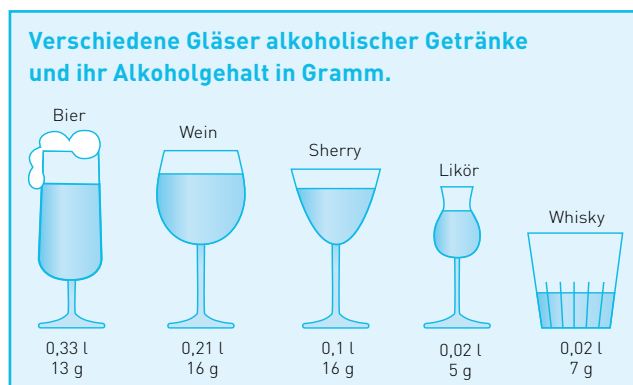 Verschiedene Gläser alkoholischer Getränke
und ihr Alkoholgehalt in Gramm.
Bier
Wein
Sherry
Likör
Whisky
0,33 l
13 g
0,21 l
16 g
0,1 l
16 g
0,02 l
5 g
0,02 l
7 g